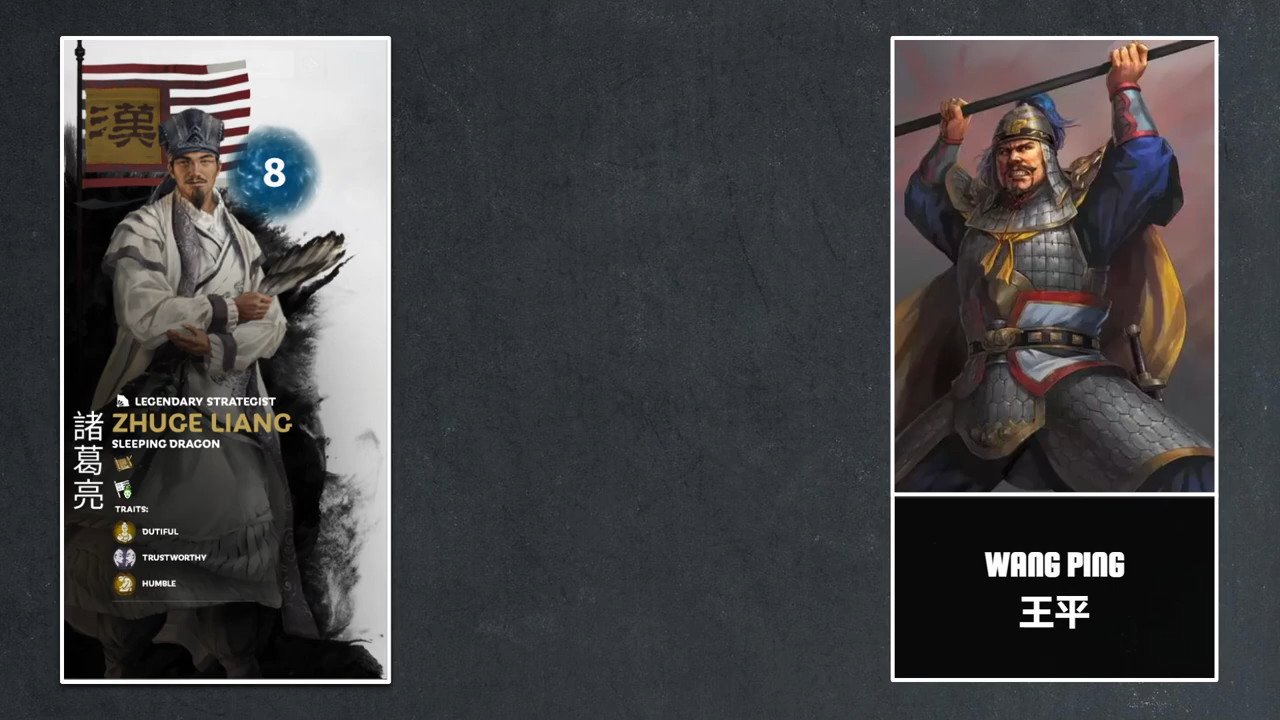 漢
8
LEGENDARY STRATEGIST
ZHUGE LIANG
SLEEPING DRAGON
諸葛亮
TRAITS:
DUTIFUL
TRUSTWORTHY
HUMBLE
WANG PING
王平